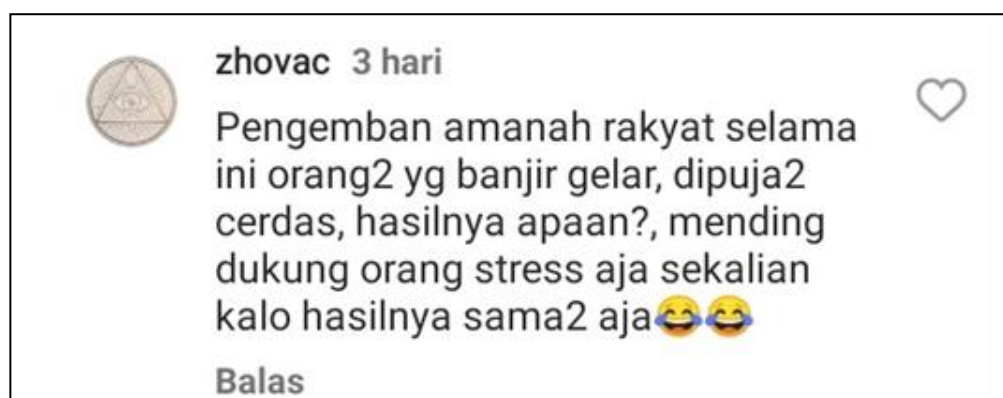 zhovac 3 hari
Pengemban amanah rakyat selama
ini orang2 yg banjir gelar, dipuja2
cerdas, hasilnya apaan?, mending
dukung orang stress aja sekalian
kalo hasilnya sama2 aja😂😂
Balas